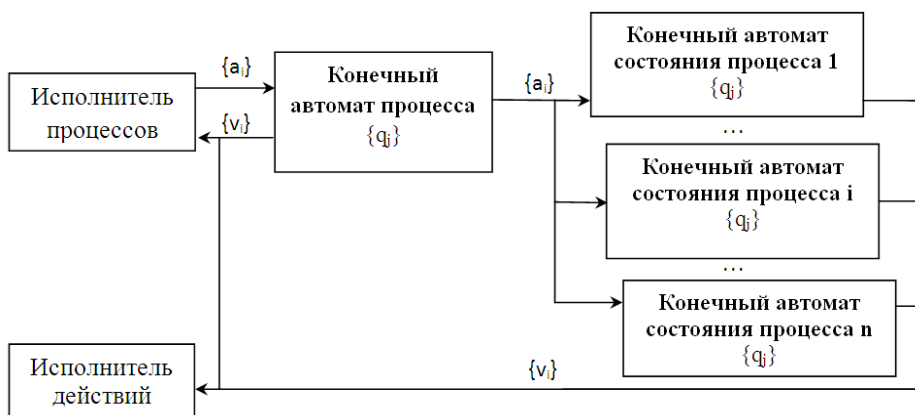 Исполнитель
процессов
{aᵢ}
{vᵢ}
Конечный
автомат процесса
{qⱼ}
{aᵢ}
Конечный автомат
состояния процесса 1
{qⱼ}
...
Конечный автомат
состояния процесса i
{qⱼ}
...
Конечный автомат
состояния процесса n
{qⱼ}
Исполнитель
действий
{vᵢ}